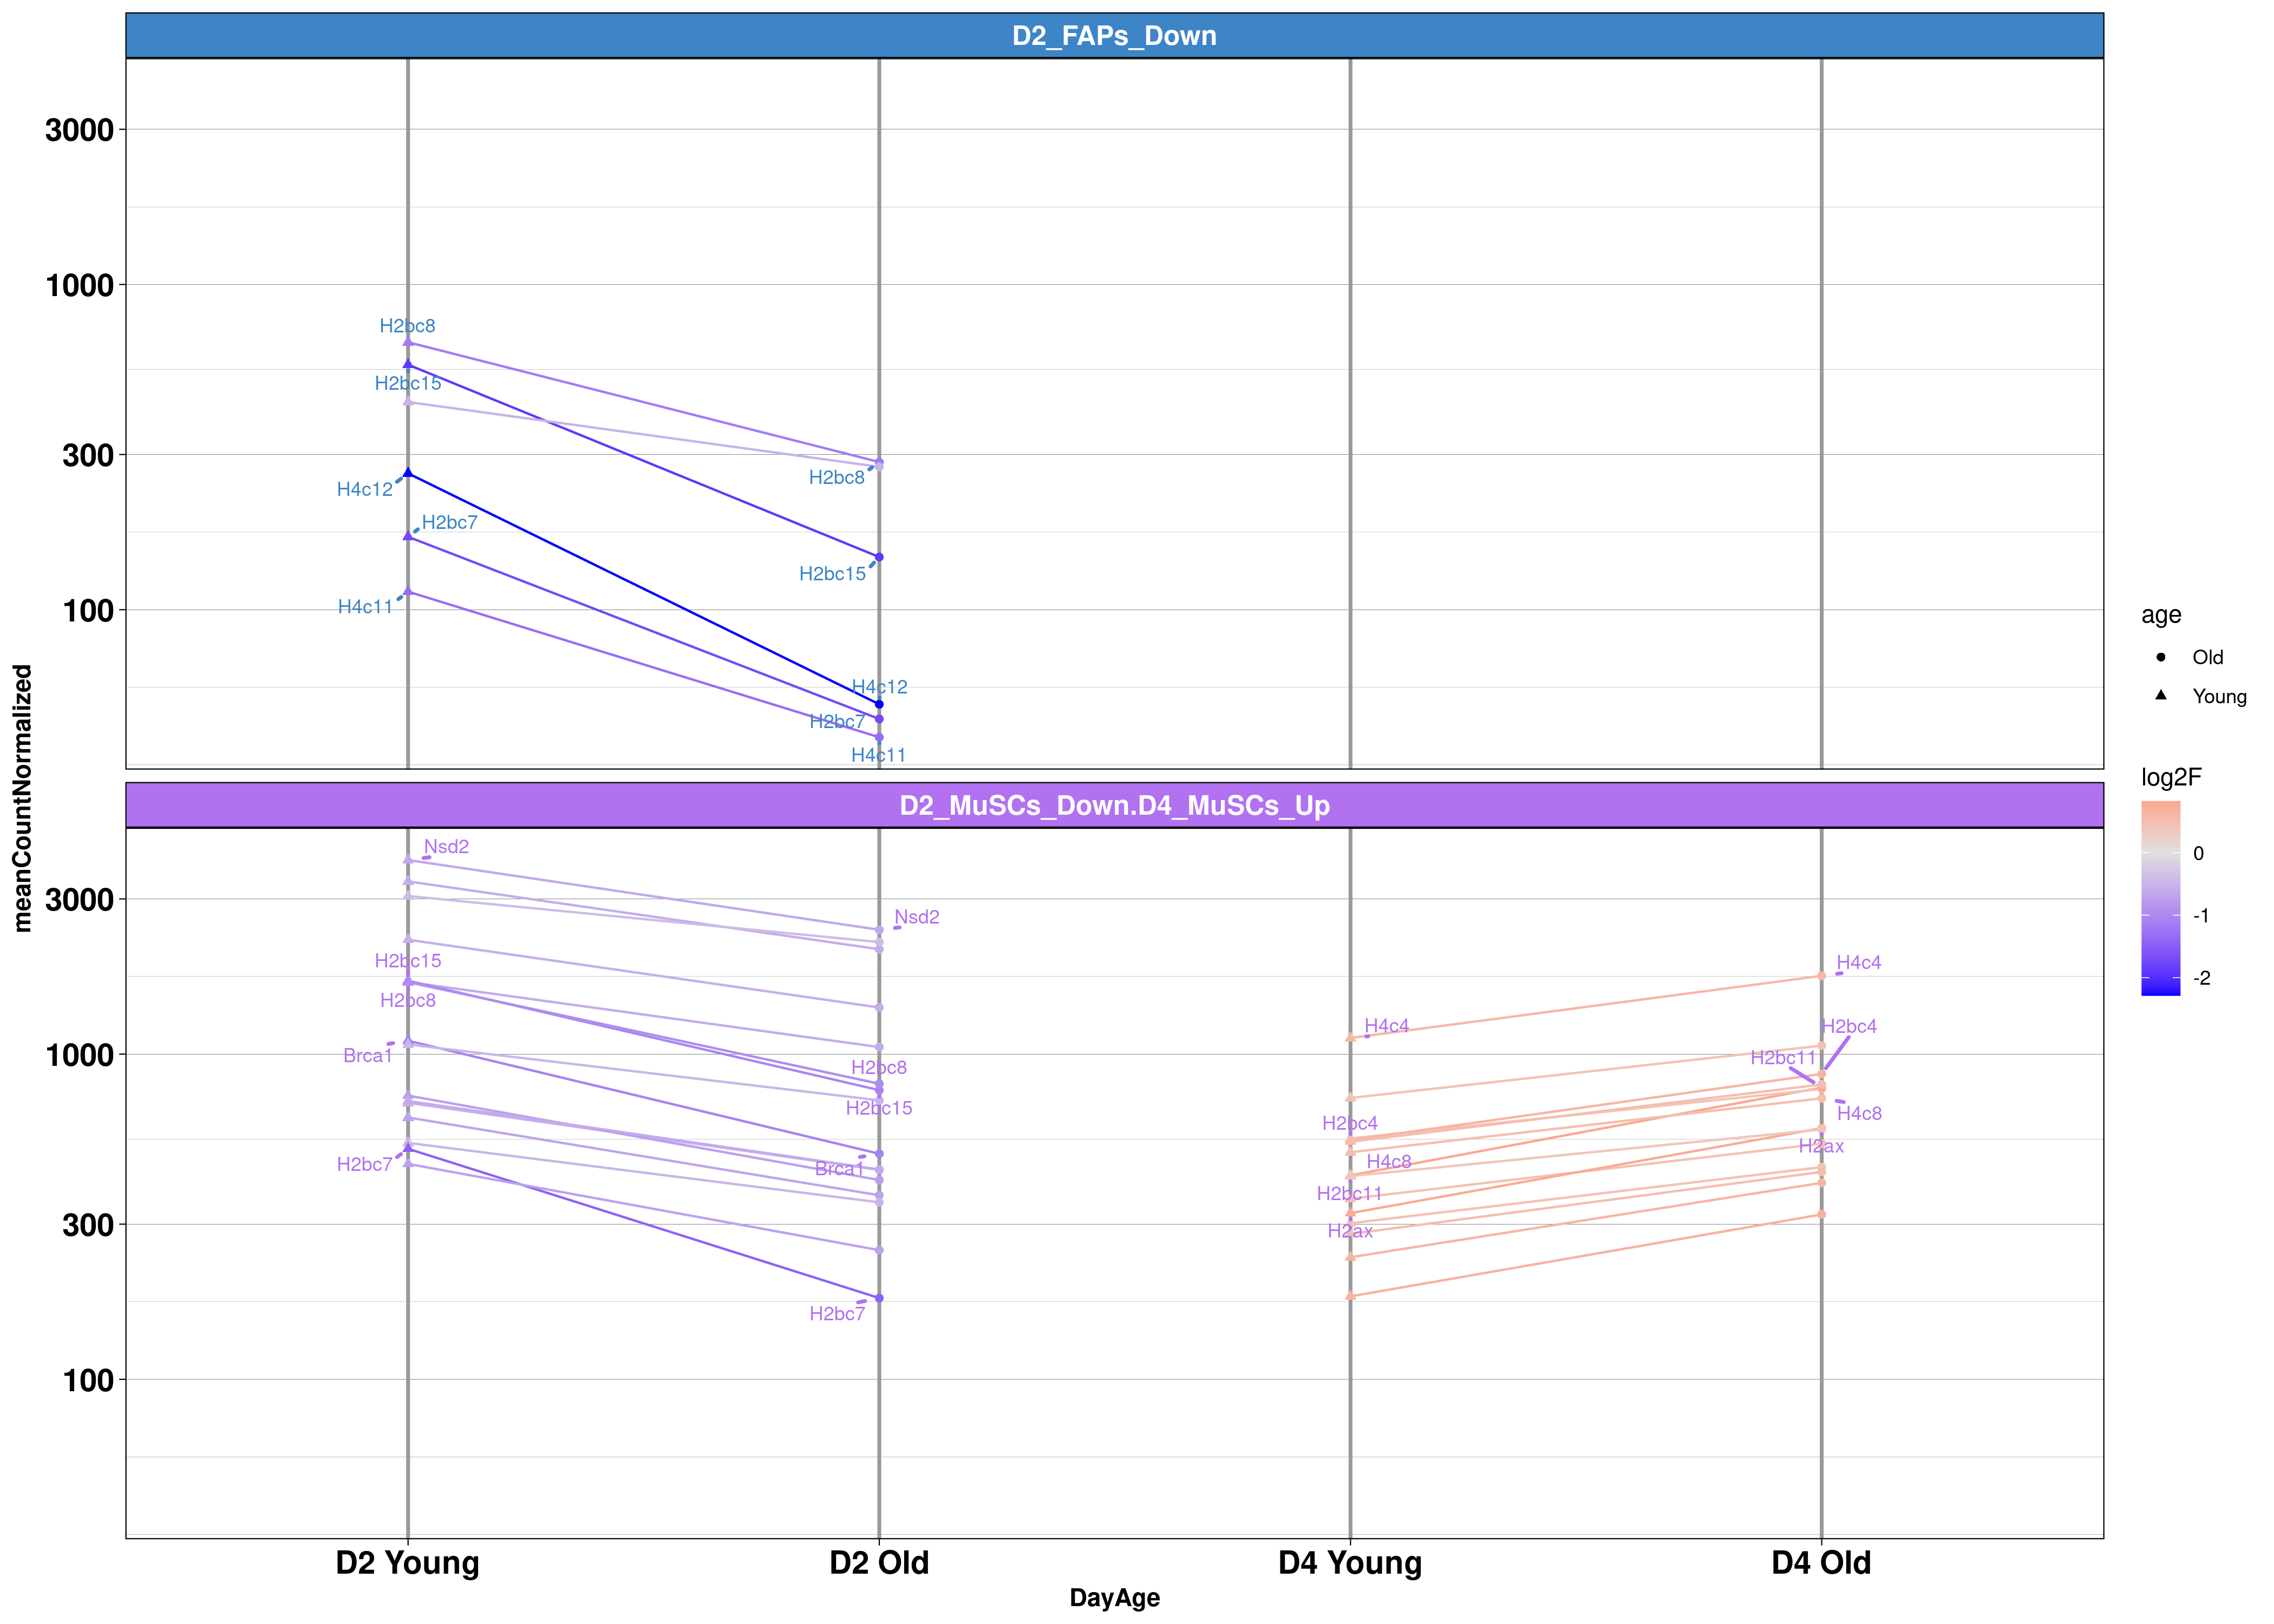 D2_FAPs_Down
3000
1000
300
100
H2bc8
H2bc15
H4c12
H2bc7
H4c11
H2bc8
H2bc15
H4c12
H2bc7
H4c11
meanCountNormalized
D2_MuSCs_Down.D4_MuSCs_Up
3000
1000
300
100
Nsd2
H2bc15
H2bc8
Brca1
H2bc7
Nsd2
H2bc8
H2bc15
Brca1
H2bc7
H4c4
H2bc4
H4c8
H2bc11
H2ax
H4c4
H2bc4
H2bc11
H4c8
H2ax
D2 Young
D2 Old
D4 Young
D4 Old
DayAge
age
Old
Young
log2F
0
-1
-2